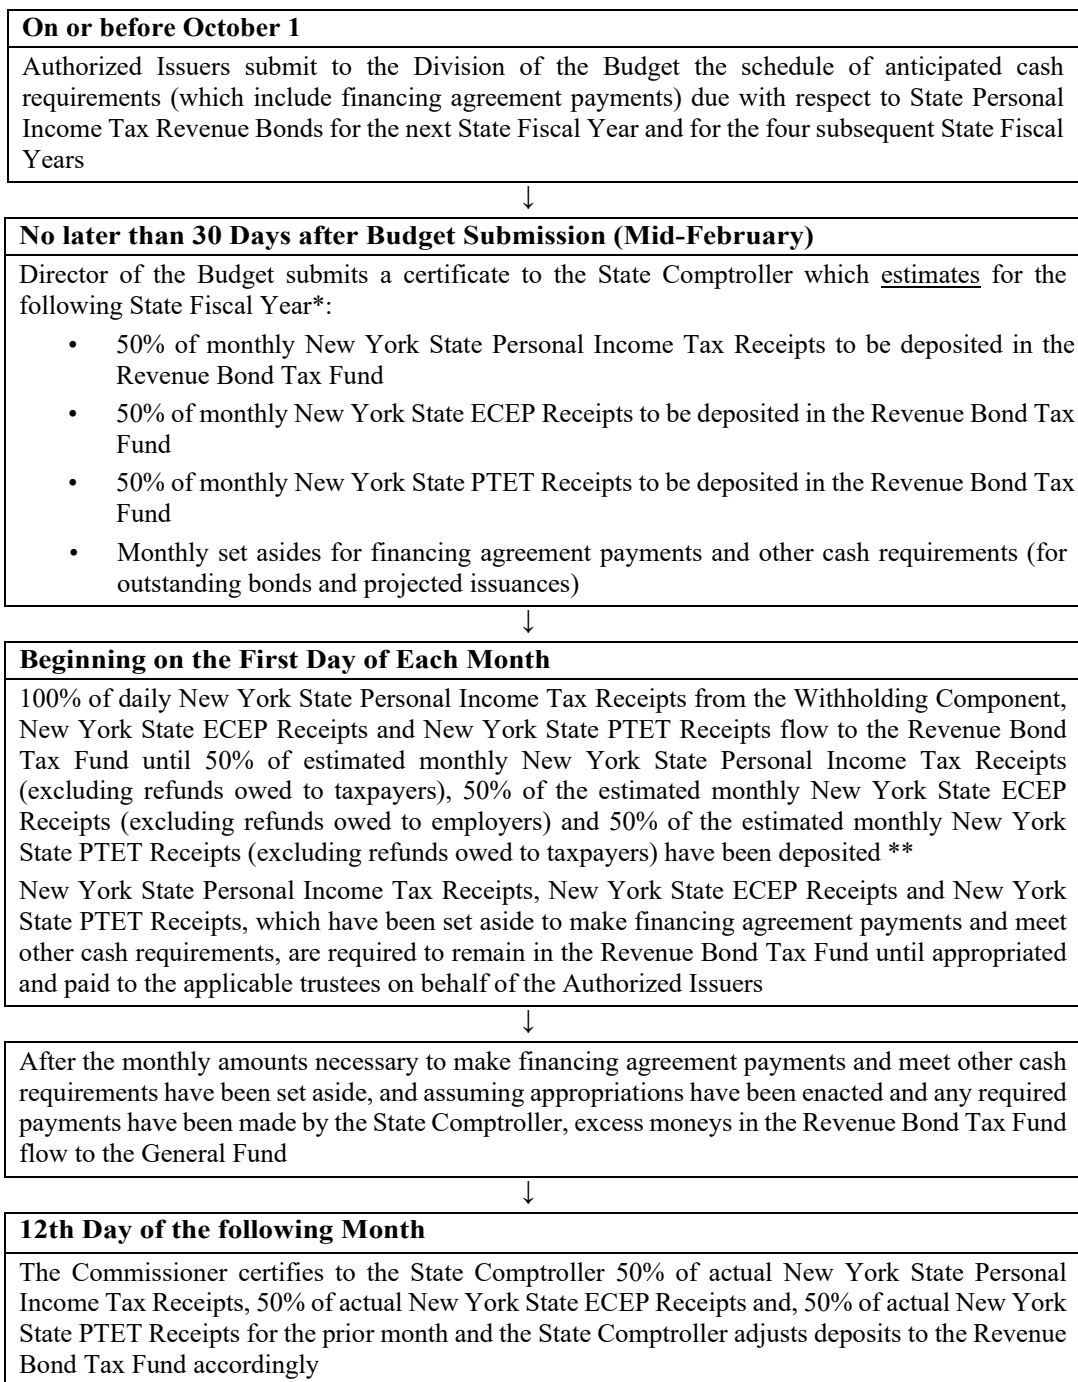 On or before October 1
Authorized Issuers submit to the Division of the Budget the schedule of anticipated cash
requirements (which include financing agreement payments) due with respect to State Personal
Income Tax Revenue Bonds for the next State Fiscal Year and for the four subsequent State Fiscal
Years
↓
No later than 30 Days after Budget Submission (Mid-February)
Director of the Budget submits a certificate to the State Comptroller which estimates for the
following State Fiscal Year*:
• 50% of monthly New York State Personal Income Tax Receipts to be deposited in the
Revenue Bond Tax Fund
• 50% of monthly New York State ECEP Receipts to be deposited in the Revenue Bond Tax
Fund
• 50% of monthly New York State PTET Receipts to be deposited in the Revenue Bond Tax
Fund
• Monthly set asides for financing agreement payments and other cash requirements (for
outstanding bonds and projected issuances)
↓
Beginning on the First Day of Each Month
100% of daily New York State Personal Income Tax Receipts from the Withholding Component,
New York State ECEP Receipts and New York State PTET Receipts flow to the Revenue Bond
Tax Fund until 50% of estimated monthly New York State Personal Income Tax Receipts
(excluding refunds owed to taxpayers), 50% of the estimated monthly New York State ECEP
Receipts (excluding refunds owed to employers) and 50% of the estimated monthly New York
State PTET Receipts (excluding refunds owed to taxpayers) have been deposited **
New York State Personal Income Tax Receipts, New York State ECEP Receipts and New York
State PTET Receipts, which have been set aside to make financing agreement payments and meet
other cash requirements, are required to remain in the Revenue Bond Tax Fund until appropriated
and paid to the applicable trustees on behalf of the Authorized Issuers
↓
After the monthly amounts necessary to make financing agreement payments and meet other cash
requirements have been set aside, and assuming appropriations have been enacted and any required
payments have been made by the State Comptroller, excess moneys in the Revenue Bond Tax Fund
flow to the General Fund
↓
12th Day of the following Month
The Commissioner certifies to the State Comptroller 50% of actual New York State Personal
Income Tax Receipts, 50% of actual New York State ECEP Receipts and, 50% of actual New York
State PTET Receipts for the prior month and the State Comptroller adjusts deposits to the Revenue
Bond Tax Fund accordingly